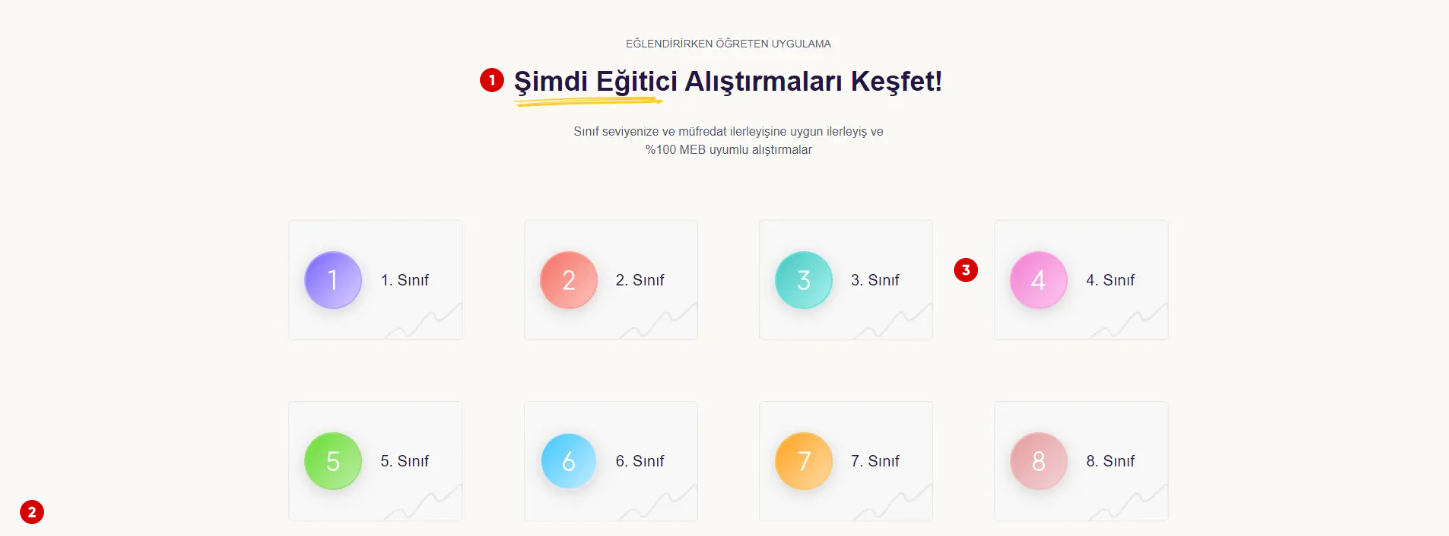 EĞLENDİRİRKEN ÖĞRETEN UYGULAMA
1 Şimdi Eğitici Alıştırmaları Keşfet!
Sınıf seviyenize ve müfredat ilerleyişine uygun ilerleyiş ve
%100 MEB uyumlu alıştırmalar
1 1. Sınıf
2 2. Sınıf
3 3. Sınıf
3
4 4. Sınıf
5 5. Sınıf
6 6. Sınıf
7 7. Sınıf
8 8. Sınıf
2